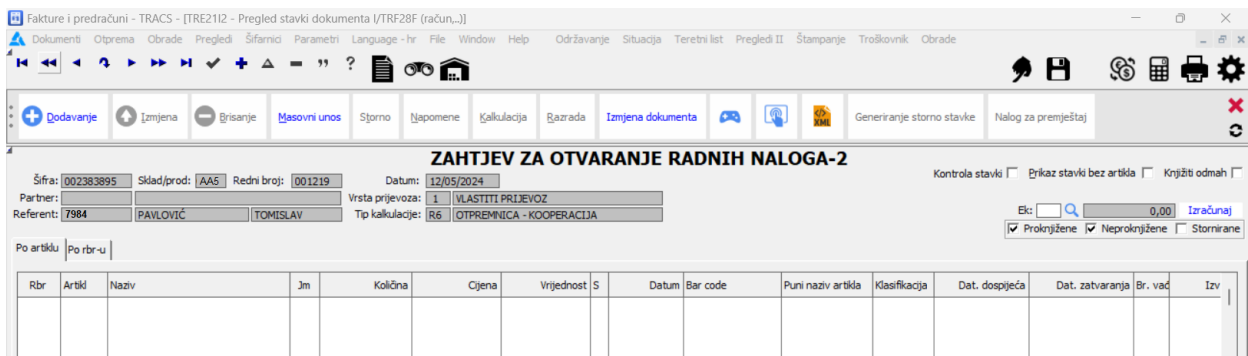 Fakture i predračuni - TRACS - [TRE21I2 - Pregled stavki dokumenta I/TRF28F (račun,..)]
Dokumenti Otprema Obrade Pregledi Šifarnici Parametri Language - hr File Window Help Održavanje Situacija Teretni list Pregledi II Štampanje Troškovnik Obrade
Dodavanje Izmjena Brisanje Masovni unos Storno Napomene Kalkulacija Razrada Izmjena dokumenta XML Generiranje storno stavke Nalog za premještaj
ZAHTJEV ZA OTVARANJE RADNIH NALOGA-2
Kontrola stavki Prikaz stavki bez artikla Knjižiti odmah
Šifra: 002383895 Sklad/prod: AA5 Redni broj: 001219 Datum: 12/05/2024
Partner: Vrsta prijevoza: 1 VLASTITI PRIJEVOZ
Referent: 7984 PAVLOVIĆ TOMISLAV Tip kalkulacije: R6 OTPREMNICA - KOOPERACIJA
Ek: 0,00 Izračunaj
Proknjižene Neproknjižene Stornirane
Po artiklu Po rbr-u
Rbr Artikl Naziv Jm Količina Cijena Vrijednost S Datum Bar code Puni naziv artikla Klasifikacija Dat. dospijeća Dat. zatvaranja Br. vad Izv